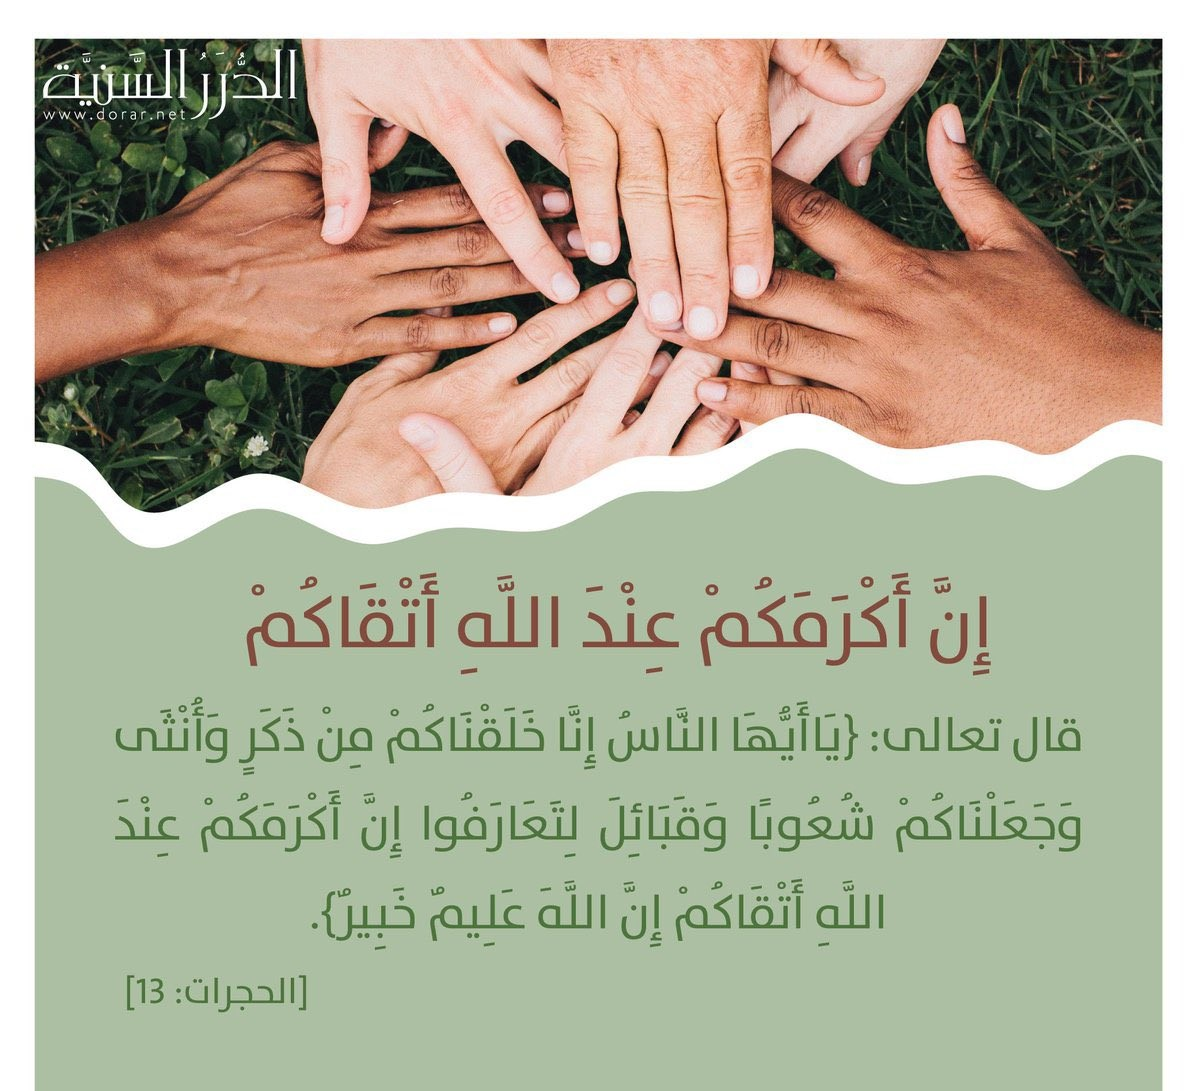 الدُّرَرُ السَّنِيَّة
www.dorar.net
إِنَّ أَكْرَمَكُمْ عِنْدَ اللَّهِ أَتْقَاكُمْ
قال تعالى: {يَاأَيُّهَا النَّاسُ إِنَّا خَلَقْنَاكُمْ مِنْ ذَكَرٍ وَأُنْثَى
وَجَعَلْنَاكُمْ شُعُوبًا وَقَبَائِلَ لِتَعَارَفُوا إِنَّ أَكْرَمَكُمْ عِنْدَ
اللَّهِ أَتْقَاكُمْ إِنَّ اللَّهَ عَلِيمٌ خَبِيرٌ}.
[الحجرات: 13]